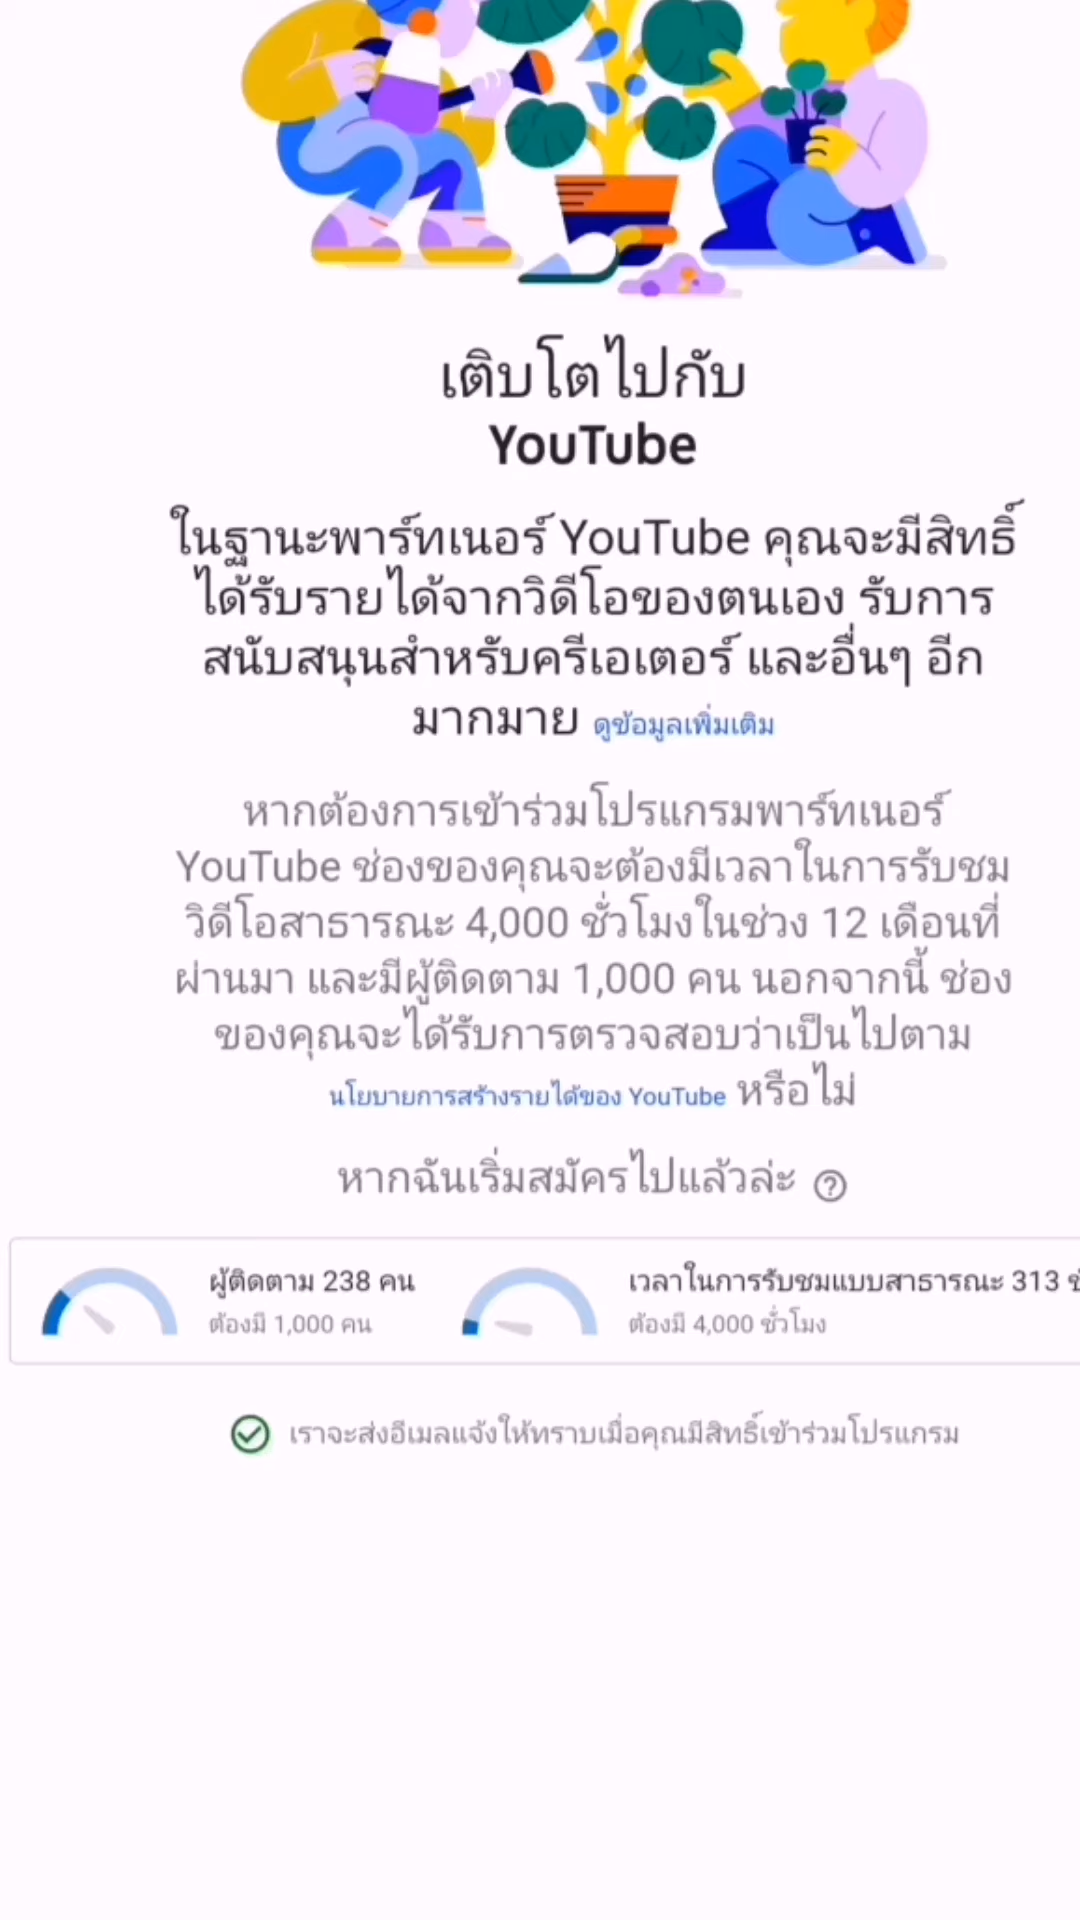 เติบโตไปกับ
YouTube
ในฐานะพาร์ทเนอร์ YouTube คุณจะมีสิทธิ์
ได้รับรายได้จากวิดีโอของตนเอง รับการ
สนับสนุนสำหรับครีเอเตอร์ และอื่นๆ อีก
มากมาย ดูข้อมูลเพิ่มเติม
หากต้องการเข้าร่วมโปรแกรมพาร์ทเนอร์
YouTube ช่องของคุณจะต้องมีเวลาในการรับชม
วิดีโอสาธารณะ 4,000 ชั่วโมงในช่วง 12 เดือนที่
ผ่านมา และมีผู้ติดตาม 1,000 คน นอกจากนี้ ช่อง
ของคุณจะได้รับการตรวจสอบว่าเป็นไปตาม
นโยบายการสร้างรายได้ของ YouTube หรือไม่
หากฉันเริ่มสมัครไปแล้วล่ะ
ผู้ติดตาม 238 คน
ต้องมี 1,000 คน
เวลาในการรับชมแบบสาธารณะ 313
ต้องมี 4,000 ชั่วโมง
เราจะส่งอีเมลแจ้งให้ทราบเมื่อคุณมีสิทธิ์เข้าร่วมโปรแกรม